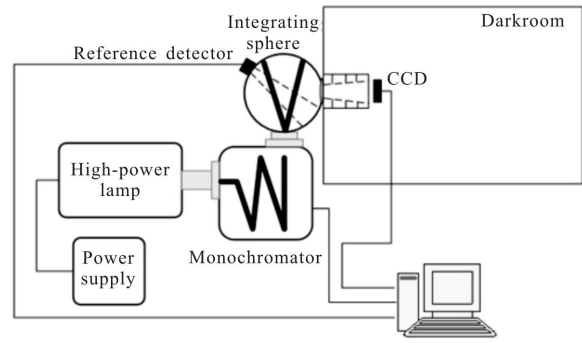 Integrating
sphere
Darkroom
Reference detector
CCD
High-power
lamp
Monochromator
Power
supply